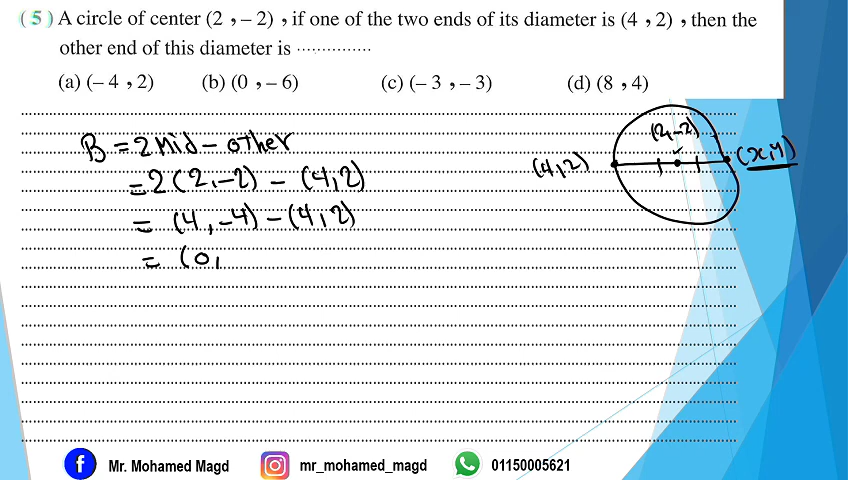 (5) A circle of center (2 , – 2) , if one of the two ends of its diameter is (4 , 2) , then the
other end of this diameter is ...............
(a) (– 4 , 2) (b) (0 , – 6) (c) (– 3 , – 3) (d) (8 , 4)
B = 2 Mid - other
= 2(2,-2) - (4,2)
= (4,-4) - (4,2)
= (0,
(2,-2)
(4,2)
(x,y)
Mr. Mohamed Magd mr_mohamed_magd 01150005621